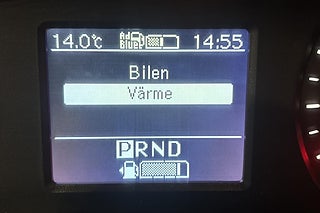 14.0°c Ad Blue 14:55
Bilen
Värme
PRND